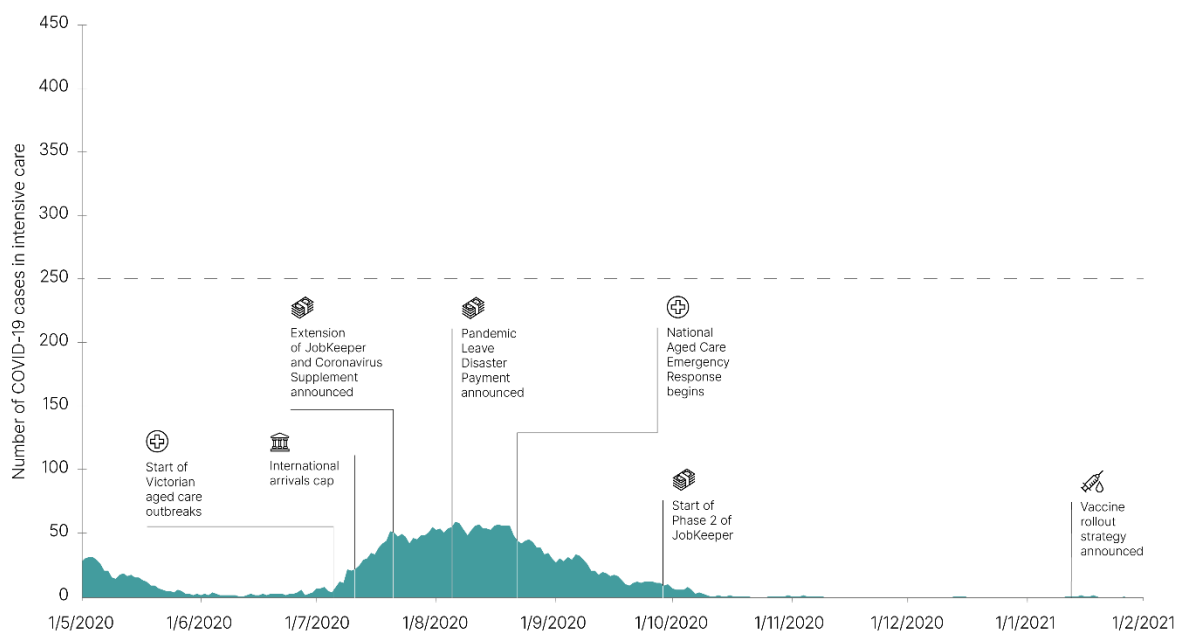 Number of COVID-19 cases in intensive care
450
400
350
300
250
200
150
100
50
0
Start of
Victorian
aged care
outbreaks
International
arrivals cap
Extension
of JobKeeper
and Coronavirus
Supplement
announced
Pandemic
Leave
Disaster
Payment
announced
National
Aged Care
Emergency
Response
begins
Start of
Phase 2 of
JobKeeper
Vaccine
rollout
strategy
announced
1/5/2020
1/6/2020
1/7/2020
1/8/2020
1/9/2020
1/10/2020
1/11/2020
1/12/2020
1/1/2021
1/2/2021